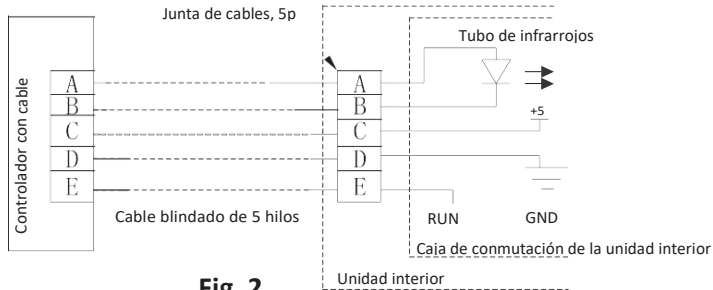 Junta de cables, 5p
Tubo de infrarrojos
Controlador con cable
A
B
C
D
E
A
B
C
D
E
+5
Cable blindado de 5 hilos
RUN
GND
Caja de conmutación de la unidad interior
Unidad interior
Fig. 2